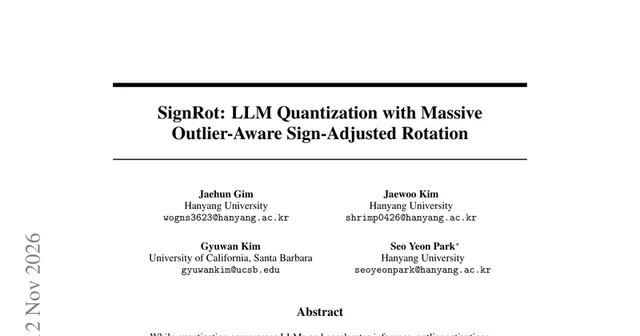 SignRot: LLM Quantization with Massive
Outlier-Aware Sign-Adjusted Rotation
Jaehun Gim
Hanyang University
wogns3623@hanyang.ac.kr
Jaewoo Kim
Hanyang University
shrimp0426@hanyang.ac.kr
Gyuwan Kim
University of California, Santa Barbara
gyuwankim@ucsb.edu
Seo Yeon Park*
Hanyang University
seoyeonpark@hanyang.ac.kr
2 Nov 2026
Abstract